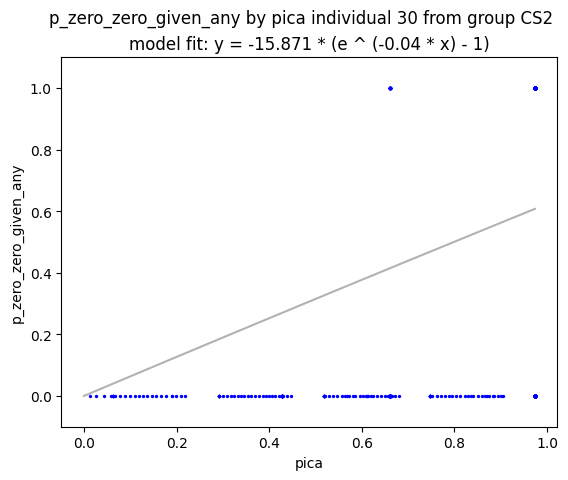 p_zero_zero_given_any by pica individual 30 from group CS2
model fit: y = -15.871 * (e ^ (-0.04 * x) - 1)
1.0
0.8
0.6
0.4
0.2
0.0
p_zero_zero_given_any
0.0 0.2 0.4 0.6 0.8 1.0
pica